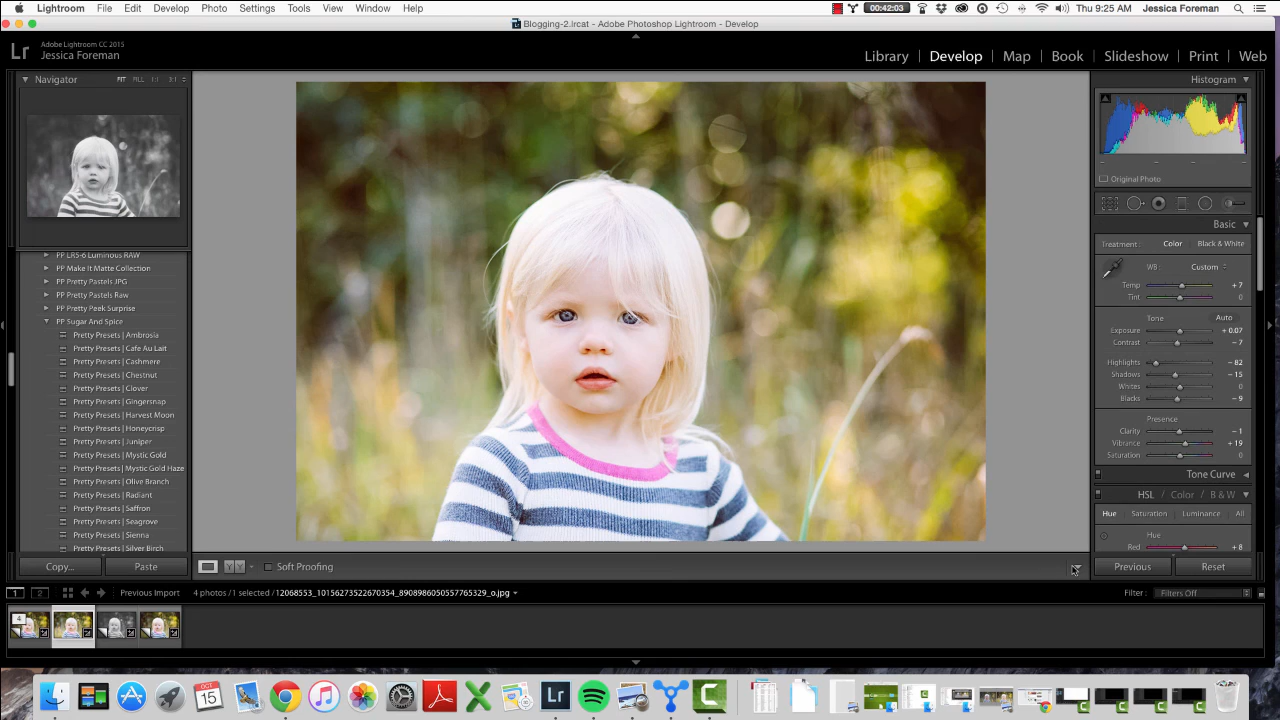 Lightroom File Edit Develop Photo Settings Tools View Window Help 00:42:03 Thu 9:25 AM Jessica Foreman
Blogging-2.lrcat - Adobe Photoshop Lightroom - Develop
Lr Adobe Lightroom CC 2015
Jessica Foreman
Library Develop Map Book Slideshow Print Web
Navigator FIT FILL 1:1 3:1
Histogram
Original Photo
Basic
Treatment: Color Black & White
WB: Custom
Temp +7
Tint 0
Tone Auto
Exposure +0.07
Contrast -7
Highlights -82
Shadows -15
Whites 0
Blacks -9
Presence
Clarity -1
Vibrance +19
Saturation 0
Tone Curve
HSL / Color / B & W
Hue Saturation Luminance All
Hue
Red +8
PP LR5-6 Luminous RAW
PP Make It Matte Collection
PP Pretty Pastels JPG
PP Pretty Pastels Raw
PP Pretty Peek Surprise
PP Sugar And Spice
Pretty Presets | Ambrosia
Pretty Presets | Cafe Au Lait
Pretty Presets | Cashmere
Pretty Presets | Chestnut
Pretty Presets | Clover
Pretty Presets | Gingersnap
Pretty Presets | Harvest Moon
Pretty Presets | Honeycrisp
Pretty Presets | Juniper
Pretty Presets | Mystic Gold
Pretty Presets | Mystic Gold Haze
Pretty Presets | Olive Branch
Pretty Presets | Radiant
Pretty Presets | Saffron
Pretty Presets | Seagrove
Pretty Presets | Sienna
Pretty Presets | Silver Birch
Copy... Paste
Y Y Soft Proofing
Previous Reset
1 2 Previous Import 4 photos / 1 selected / 12068553_10156273522670354_8908986050557765329_o.jpg
Filter : Filters Off
4
OCT
15
Lr